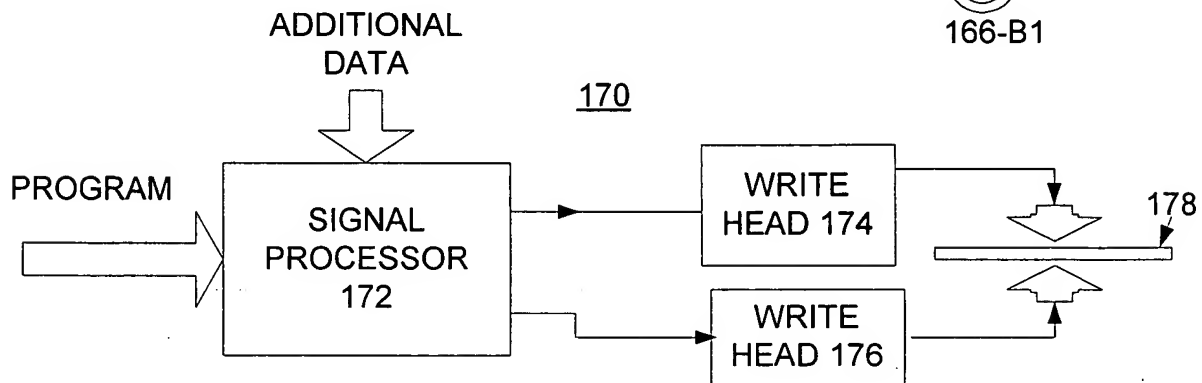 166-B1
ADDITIONAL
DATA
170
PROGRAM
SIGNAL
PROCESSOR
172
WRITE
HEAD 174
178
WRITE
HEAD 176